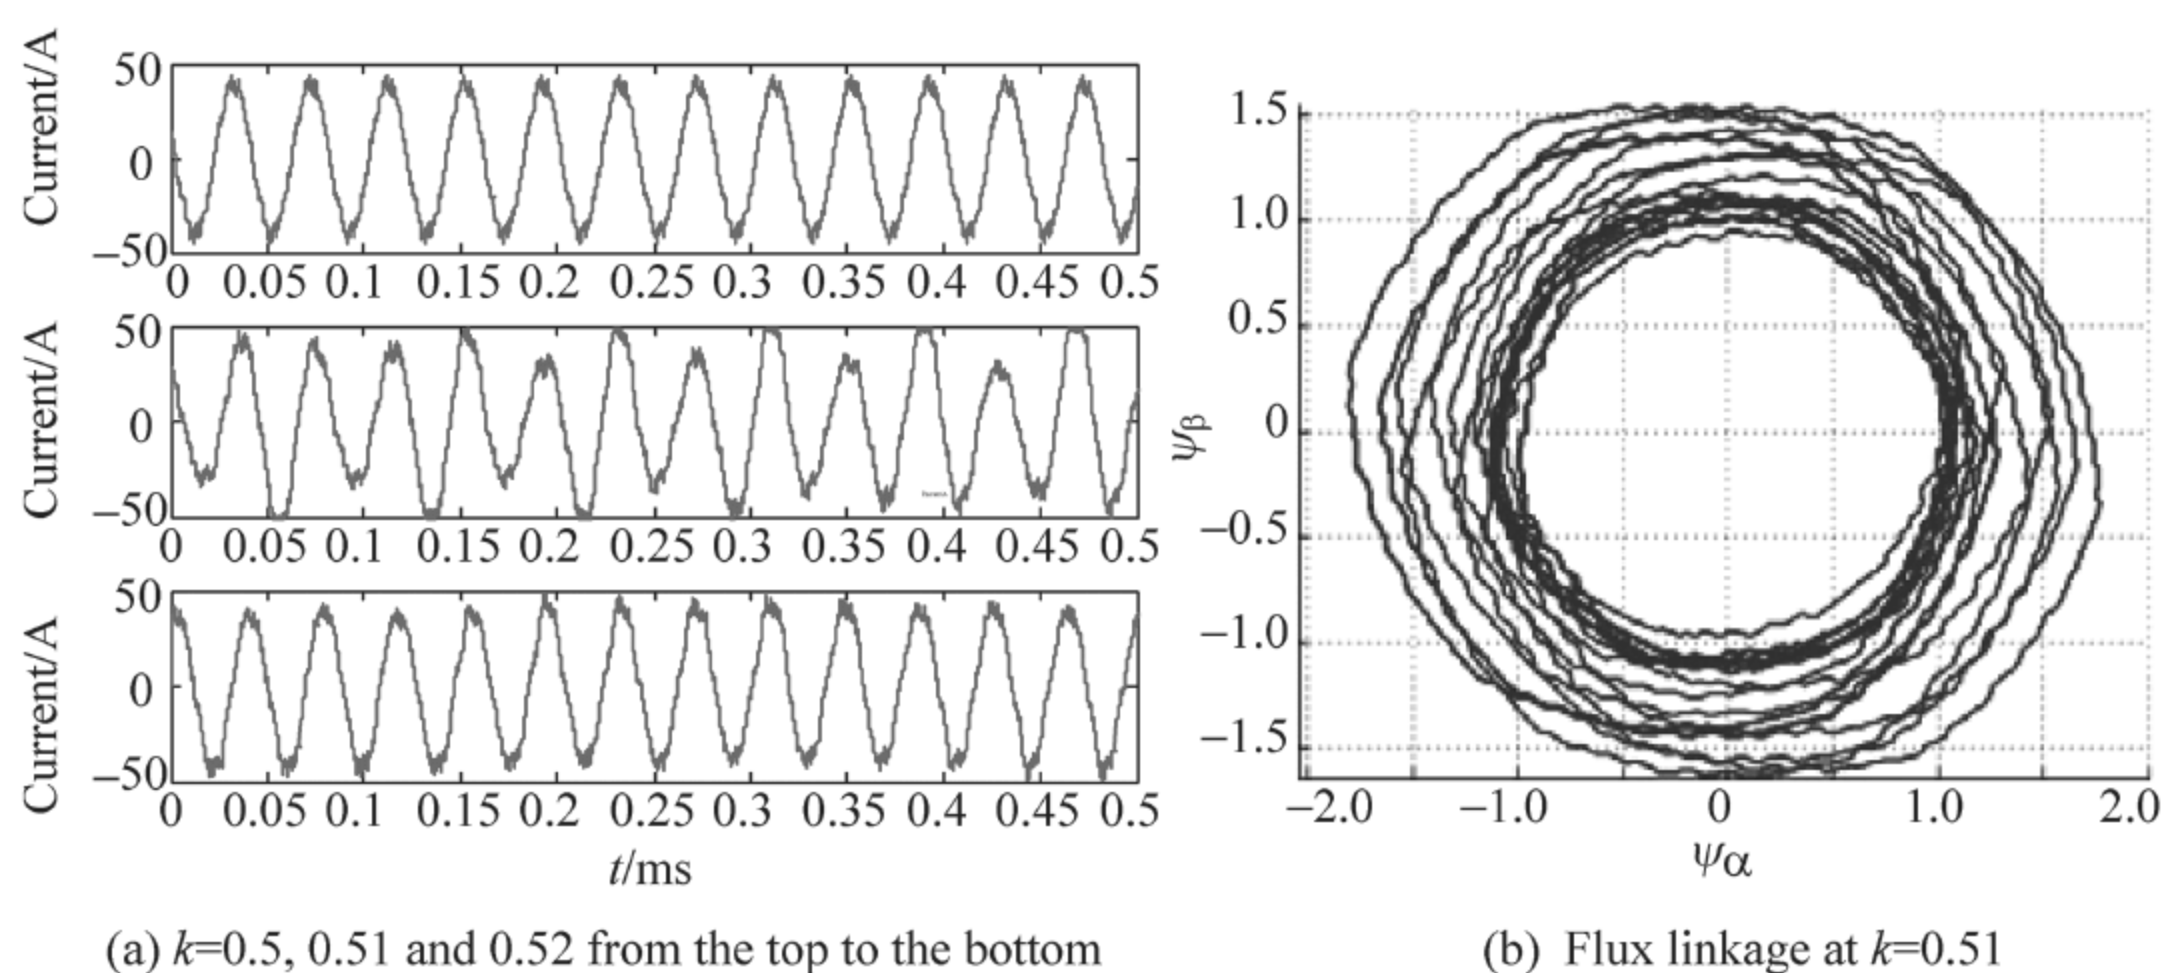 Current/A
50
0
−50
0 0.05 0.1 0.15 0.2 0.25 0.3 0.35 0.4 0.45 0.5
Current/A
50
0
−50
0 0.05 0.1 0.15 0.2 0.25 0.3 0.35 0.4 0.45 0.5
Current/A
50
0
−50
0 0.05 0.1 0.15 0.2 0.25 0.3 0.35 0.4 0.45 0.5
t/ms
(a) k=0.5, 0.51 and 0.52 from the top to the bottom
ψβ
1.5
1.0
0.5
0
−0.5
−1.0
−1.5
−2.0 −1.0 0 1.0 2.0
ψα
(b) Flux linkage at k=0.51